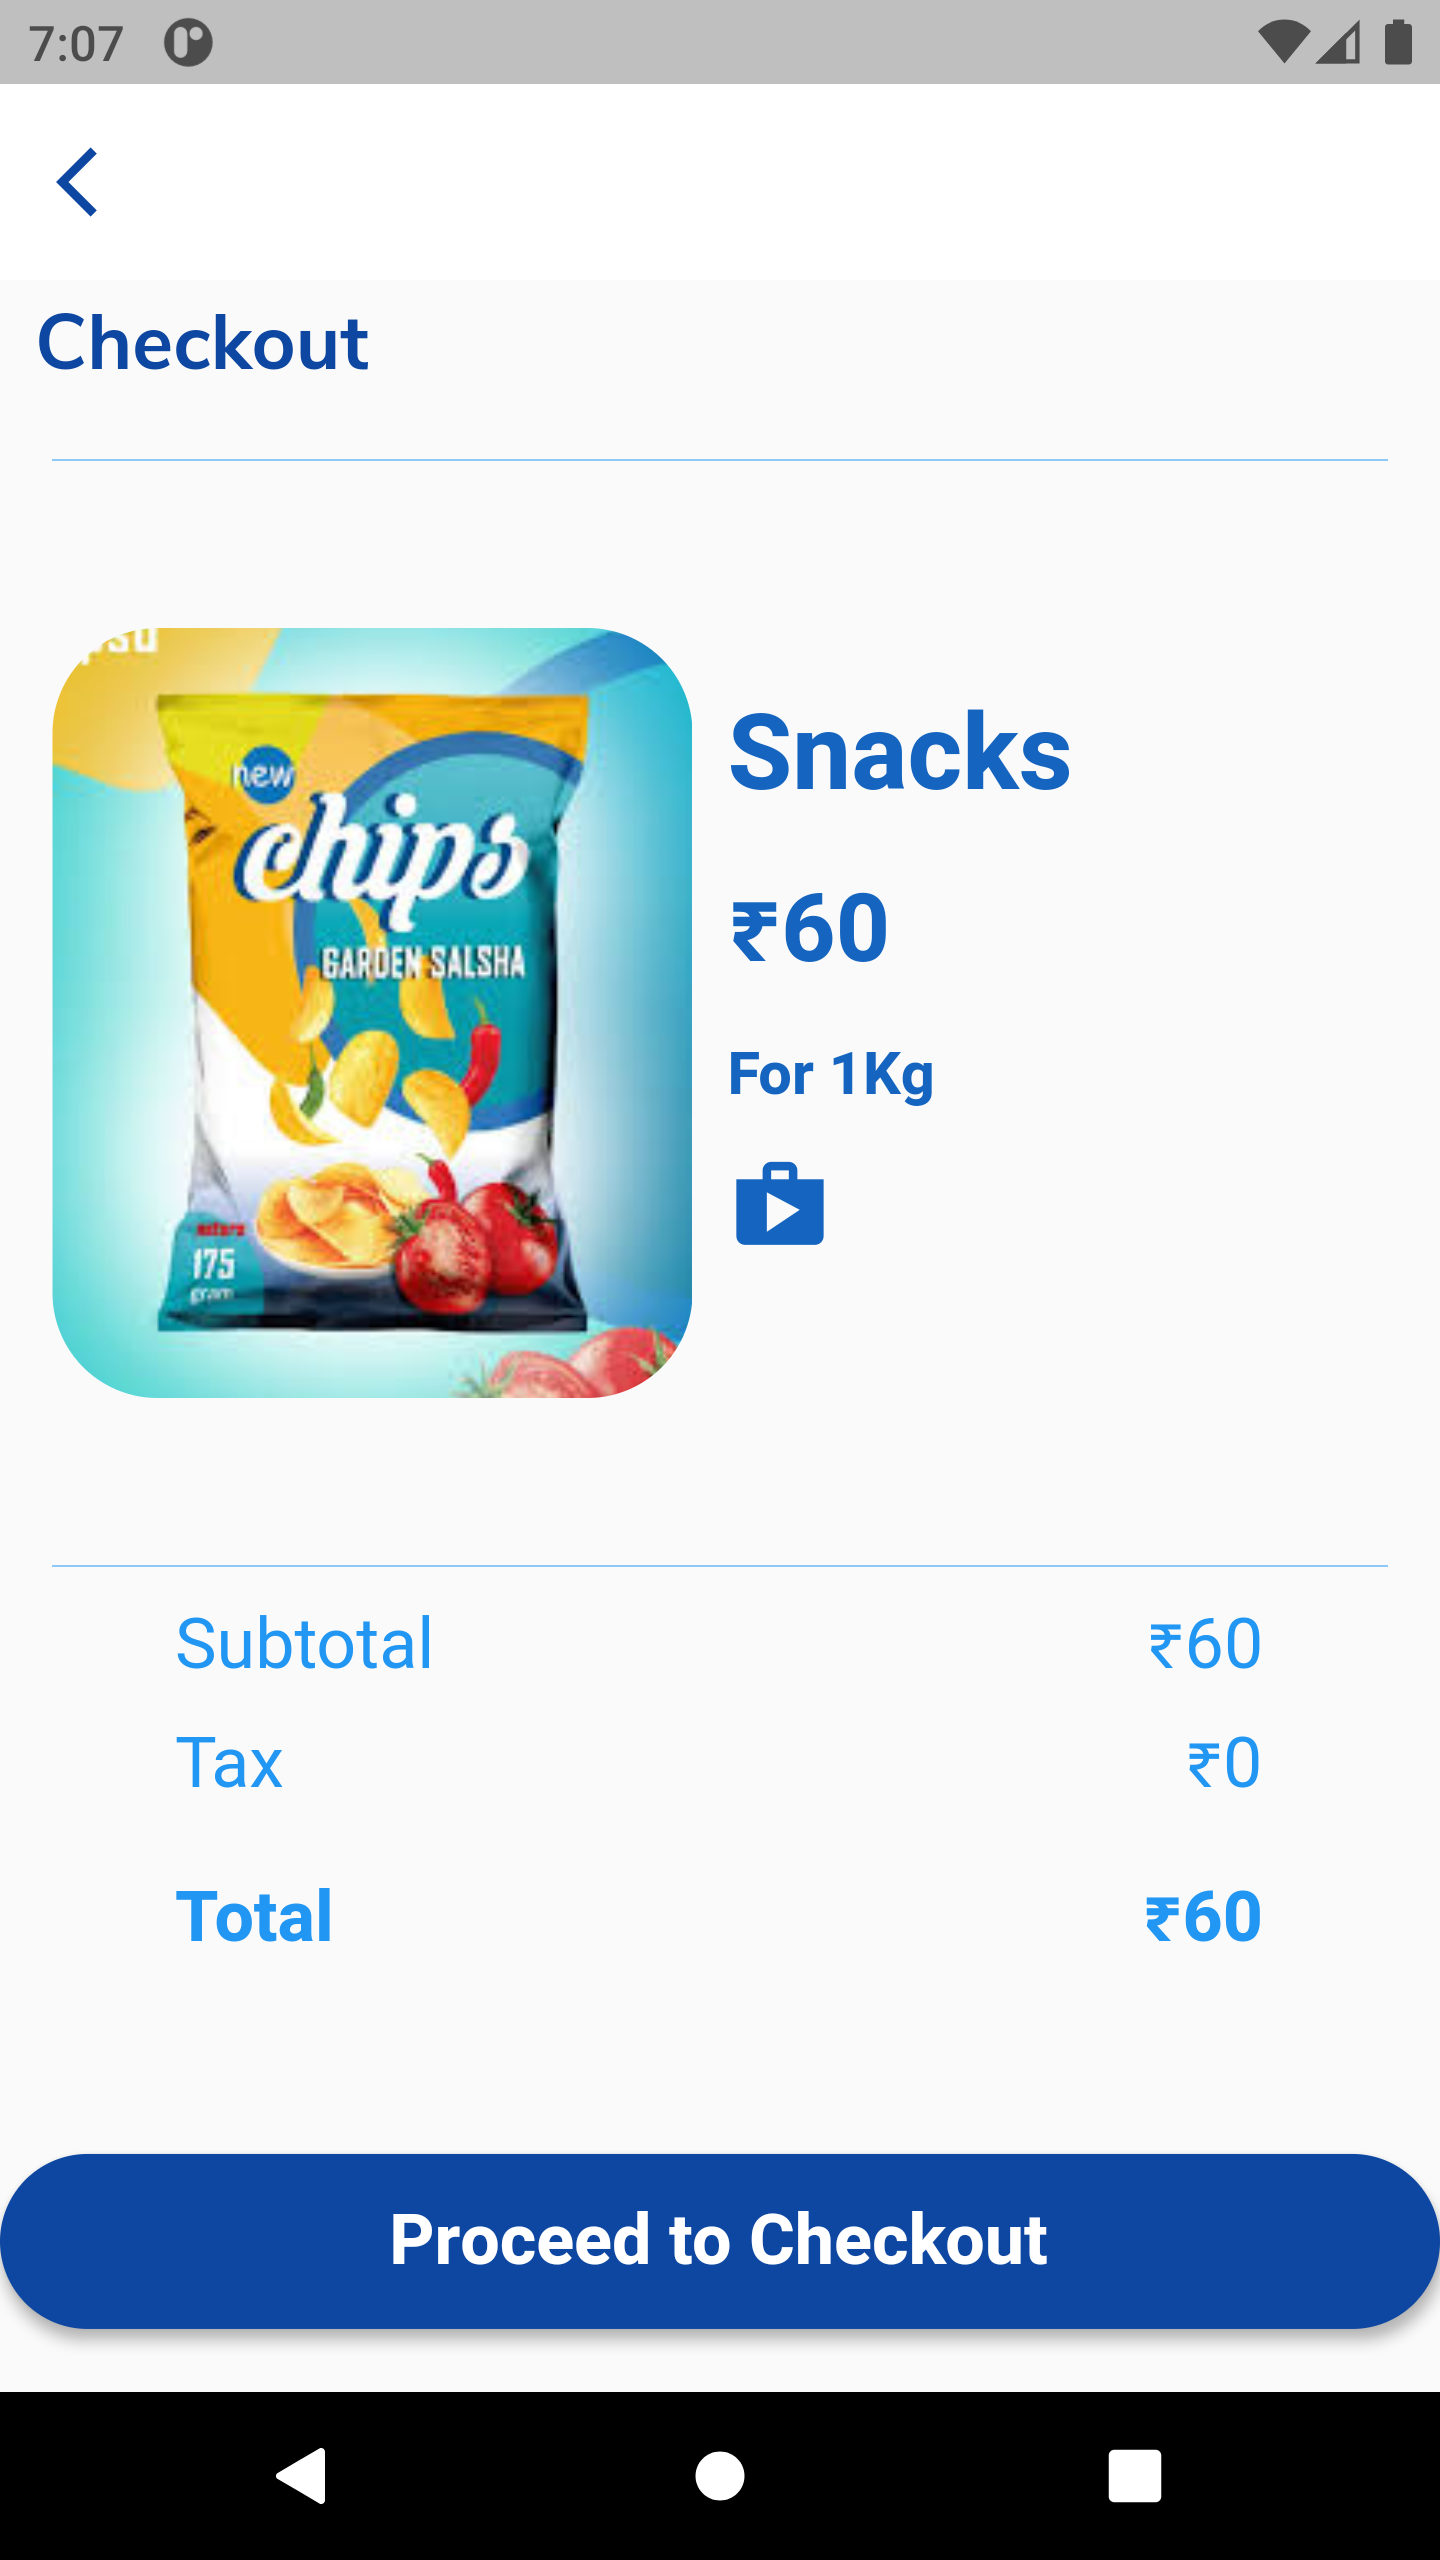 7:07
Checkout
new
chips
GARDEN SALSHA
175
gram
Snacks
₹60
For 1Kg
Subtotal ₹60
Tax ₹0
Total ₹60
Proceed to Checkout